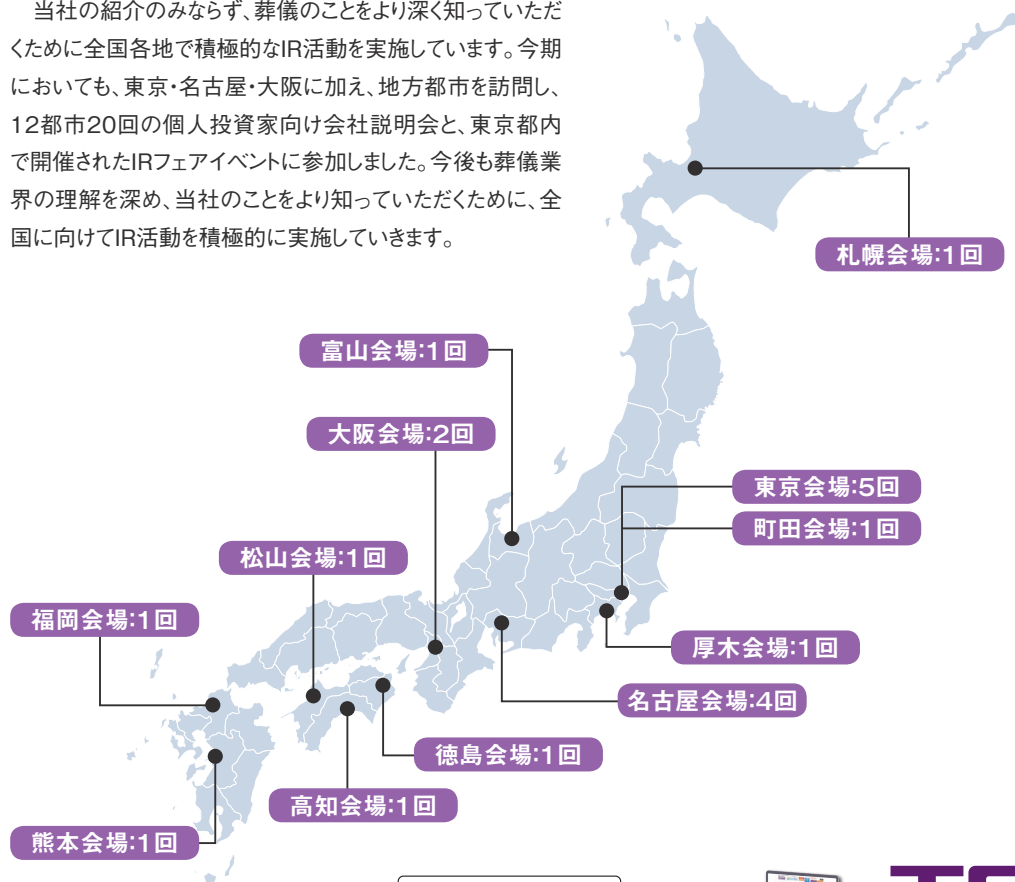 当社の紹介のみならず、葬儀のことをより深く知っていただ
くために全国各地で積極的なIR活動を実施しています。今期
においても、東京・名古屋・大阪に加え、地方都市を訪問し、
12都市20回の個人投資家向け会社説明会と、東京都内
で開催されたIRフェアイベントに参加しました。今後も葬儀業
界の理解を深め、当社のことをより知っていただくために、全
国に向けてIR活動を積極的に実施していきます。
札幌会場:1回
富山会場:1回
大阪会場:2回
東京会場:5回
町田会場:1回
松山会場:1回
福岡会場:1回
厚木会場:1回
名古屋会場:4回
徳島会場:1回
高知会場:1回
熊本会場:1回